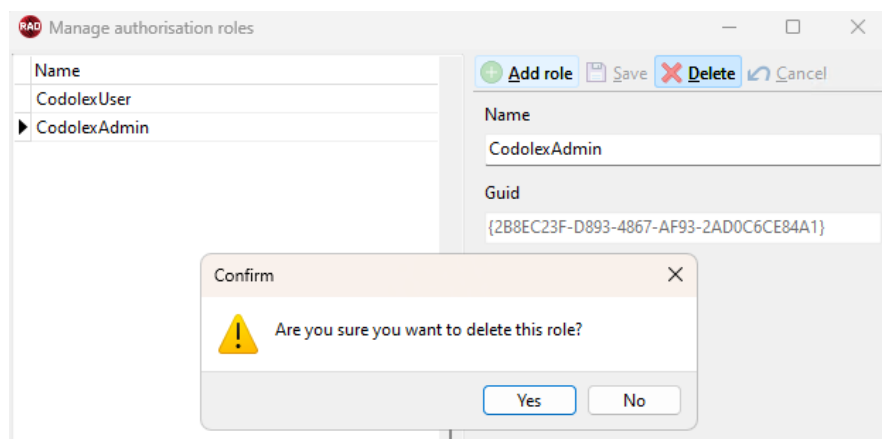 RAD Manage authorisation roles
Name
CodolexUser
CodolexAdmin
Add role Save Delete Cancel
Name
CodolexAdmin
Guid
{2B8EC23F-D893-4867-AF93-2AD0C6CE84A1}
Confirm
Are you sure you want to delete this role?
Yes No